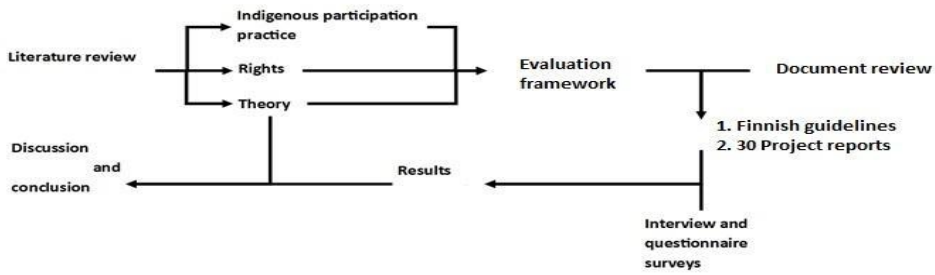 Indigenous participation
practice
Literature review
Rights
Theory
Evaluation
framework
Document review
1. Finnish guidelines
2. 30 Project reports
Discussion
and
conclusion
Results
Interview and
questionnaire
surveys